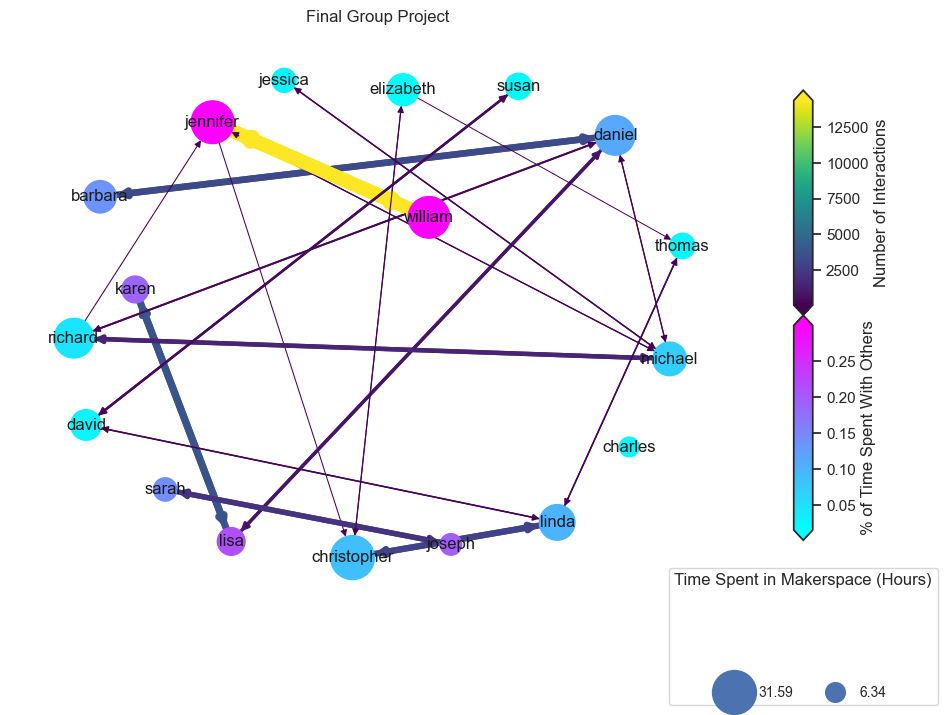 Final Group Project
jessica
elizabeth
susan
jennifer
daniel
barbara
william
thomas
karen
richard
michael
david
charles
sarah
lisa
christopher
joseph
linda
12500
10000
7500
5000
2500
Number of Interactions
0.25
0.20
0.15
0.10
0.05
% of Time Spent With Others
Time Spent in Makerspace (Hours)
31.59 6.34